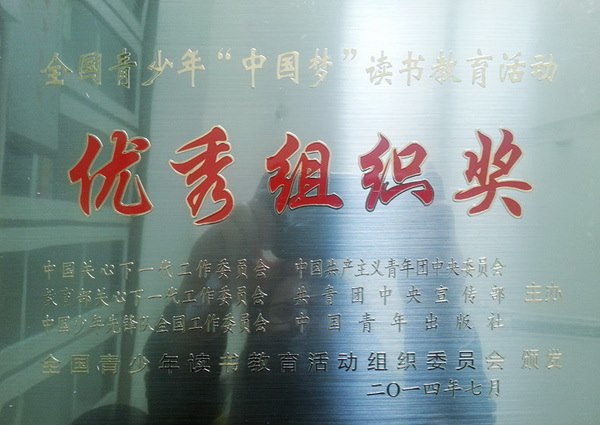 全国青少年“中国梦”读书教育活动
优秀组织奖
中国关心下一代工作委员会 中国共产主义青年团中央委员会
教育部关心下一代工作委员会 共青团中央宣传部 主办
中国少年先锋队全国工作委员会 中国青年出版社
全国青少年读书教育活动组织委员会 颁发
二〇一四年七月